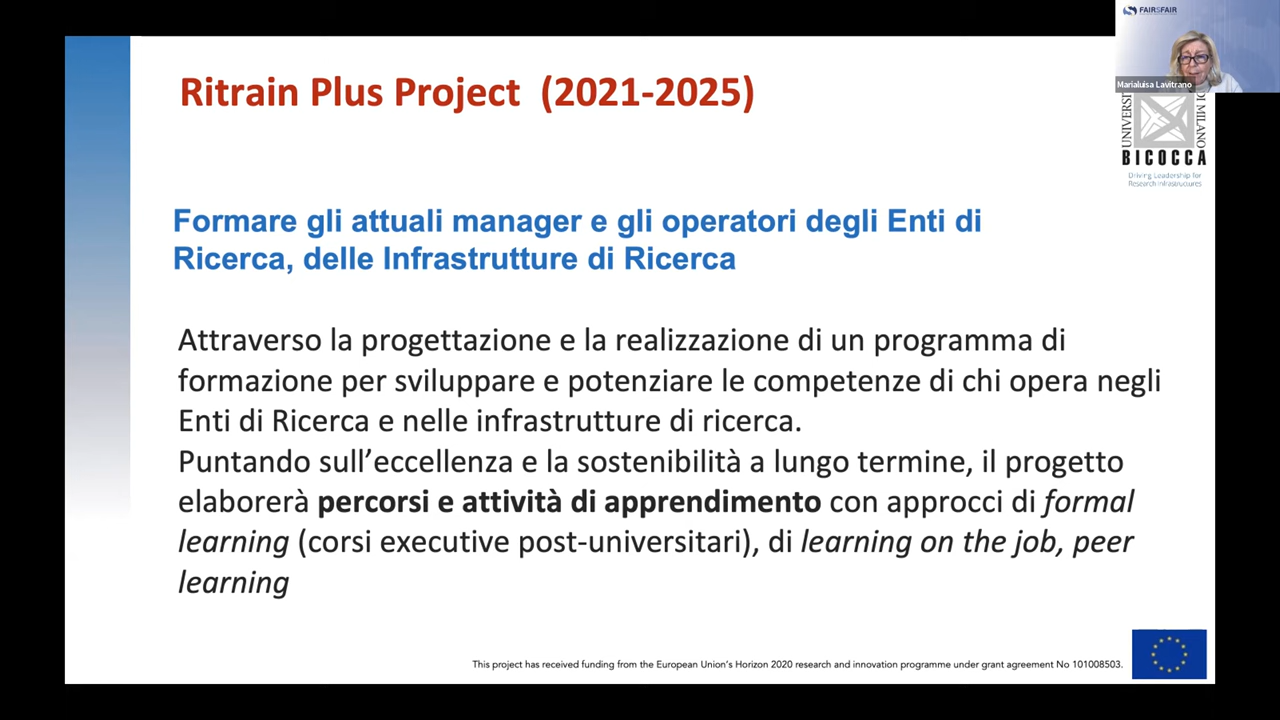 FAIRSFAIR
Marialuisa Lavitrano
Ritrain Plus Project (2021-2025)
DI MILANO
BICOCCA
Driving Leadership for
Research Infrastructures
Formare gli attuali manager e gli operatori degli Enti di
Ricerca, delle Infrastrutture di Ricerca
Attraverso la progettazione e la realizzazione di un programma di
formazione per sviluppare e potenziare le competenze di chi opera negli
Enti di Ricerca e nelle infrastrutture di ricerca.
Puntando sull’eccellenza e la sostenibilità a lungo termine, il progetto
elaborerà percorsi e attività di apprendimento con approcci di formal
learning (corsi executive post-universitari), di learning on the job, peer
learning
This project has received funding from the European Union’s Horizon 2020 research and innovation programme under grant agreement No 101008503.